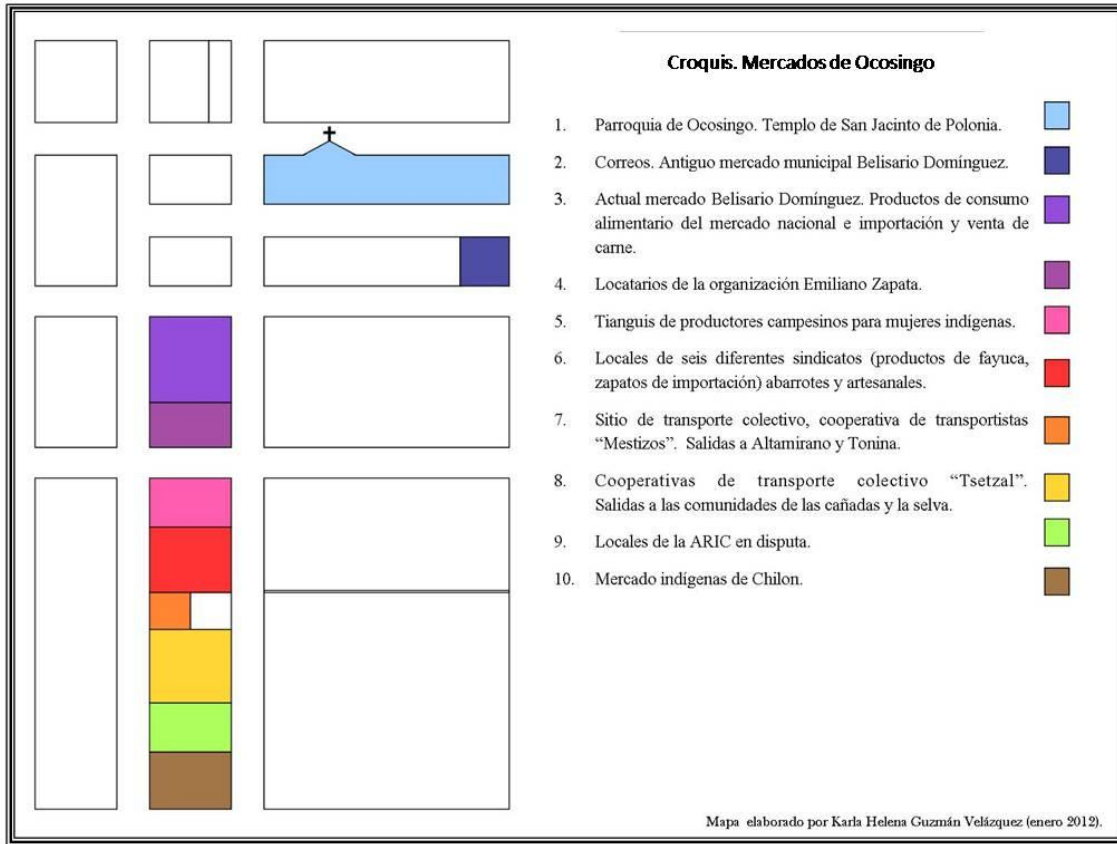 Croquis. Mercados de Ocosingo
1. Parroquia de Ocosingo. Templo de San Jacinto de Polonia.
2. Correos. Antiguo mercado municipal Belisario Domínguez.
3. Actual mercado Belisario Domínguez. Productos de consumo
alimentario del mercado nacional e importación y venta de
carne.
4. Locatarios de la organización Emiliano Zapata.
5. Tianguis de productores campesinos para mujeres indígenas.
6. Locales de seis diferentes sindicatos (productos de fayuca,
zapatos de importación) abarrotes y artesanales.
7. Sitio de transporte colectivo, cooperativa de transportistas
“Mestizos”. Salidas a Altamirano y Tonina.
8. Cooperativas de transporte colectivo “Tsetzal”.
Salidas a las comunidades de las cañadas y la selva.
9. Locales de la ARIC en disputa.
10. Mercado indígenas de Chilon.
Mapa elaborado por Karla Helena Guzmán Velázquez (enero 2012).